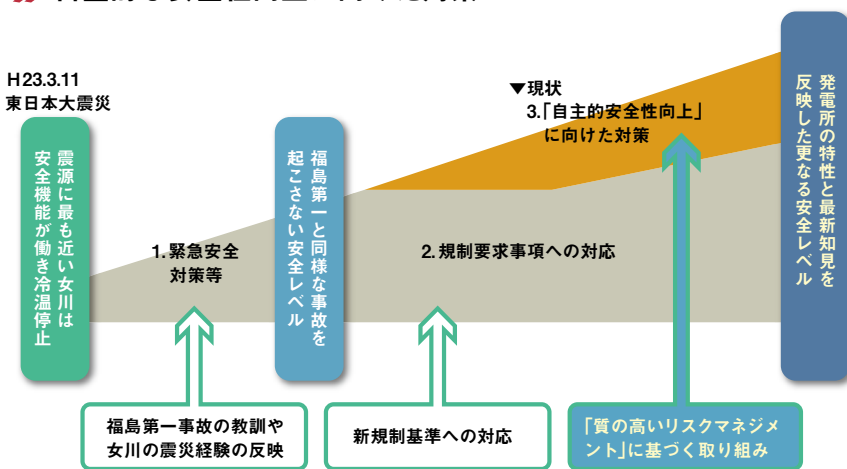 H23.3.11
東日本大震災
震源に最も近い女川は
安全機能が働き冷温停止
1.緊急安全
対策等
福島第一と同様な事故を
起こさない安全レベル
▼現状
3.「自主的安全性向上」
に向けた対策
2.規制要求事項への対応
発電所の特性と最新知見を
反映した更なる安全レベル
福島第一事故の教訓や
女川の震災経験の反映
新規制基準への対応
「質の高いリスクマネジメ
ント」に基づく取り組み